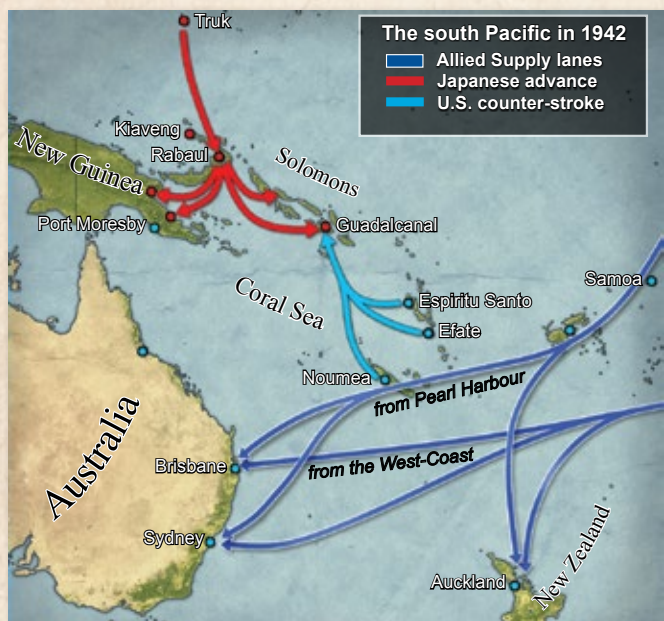 The south Pacific in 1942
Allied Supply lanes
Japanese advance
U.S. counter-stroke
Truk
Kiaveng
Rabaul
New Guinea
Solomons
Port Moresby
Guadalcanal
Coral Sea
Samoa
Espiritu Santo
Efate
Noumea
from Pearl Harbour
Australia
Brisbane
from the West-Coast
Sydney
Auckland
New Zealand